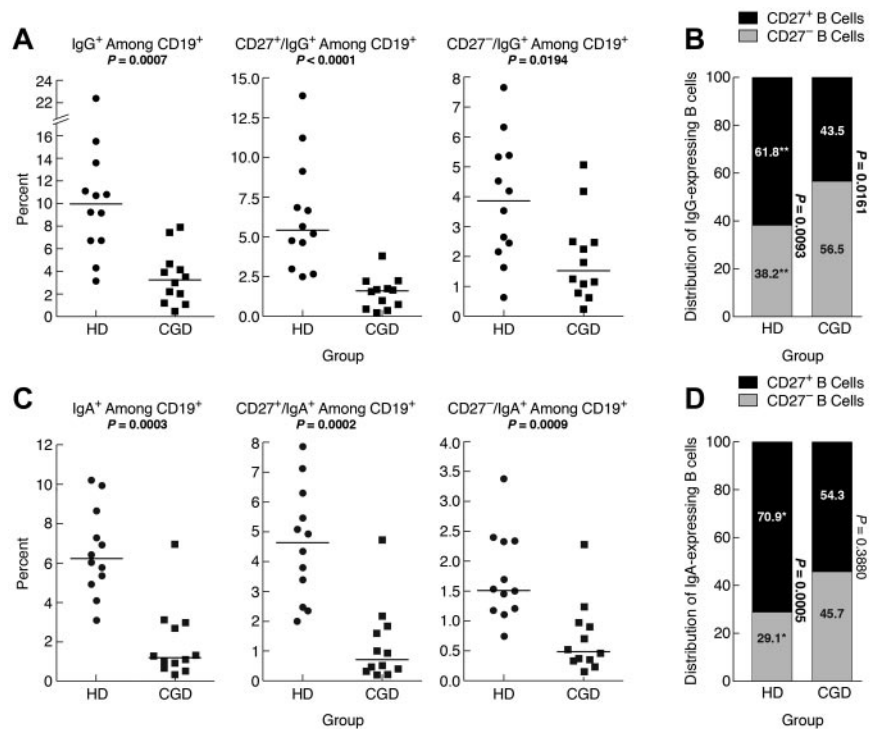 A
IgG⁺ Among CD19⁺
P = 0.0007
CD27⁺/IgG⁺ Among CD19⁺
P < 0.0001
CD27⁻/IgG⁺ Among CD19⁺
P = 0.0194
Percent
24
22
16
14
12
10
8
6
4
2
0
HD
CGD
15.0
12.5
10.0
7.5
5.0
2.5
0.0
HD
CGD
8
7
6
5
4
3
2
1
0
HD
CGD
Group
B
CD27⁺ B Cells
CD27⁻ B Cells
Distribution of IgG-expressing B cells
100
80
60
40
20
0
61.8**
38.2**
P = 0.0093
43.5
56.5
P = 0.0161
HD
CGD
Group
C
IgA⁺ Among CD19⁺
P = 0.0003
CD27⁺/IgA⁺ Among CD19⁺
P = 0.0002
CD27⁻/IgA⁺ Among CD19⁺
P = 0.0009
Percent
12
10
8
6
4
2
0
HD
CGD
8
7
6
5
4
3
2
1
0
HD
CGD
4.0
3.5
3.0
2.5
2.0
1.5
1.0
0.5
0.0
HD
CGD
Group
D
CD27⁺ B Cells
CD27⁻ B Cells
Distribution of IgA-expressing B cells
100
80
60
40
20
0
70.9*
29.1*
P = 0.0005
54.3
45.7
P = 0.3880
HD
CGD
Group